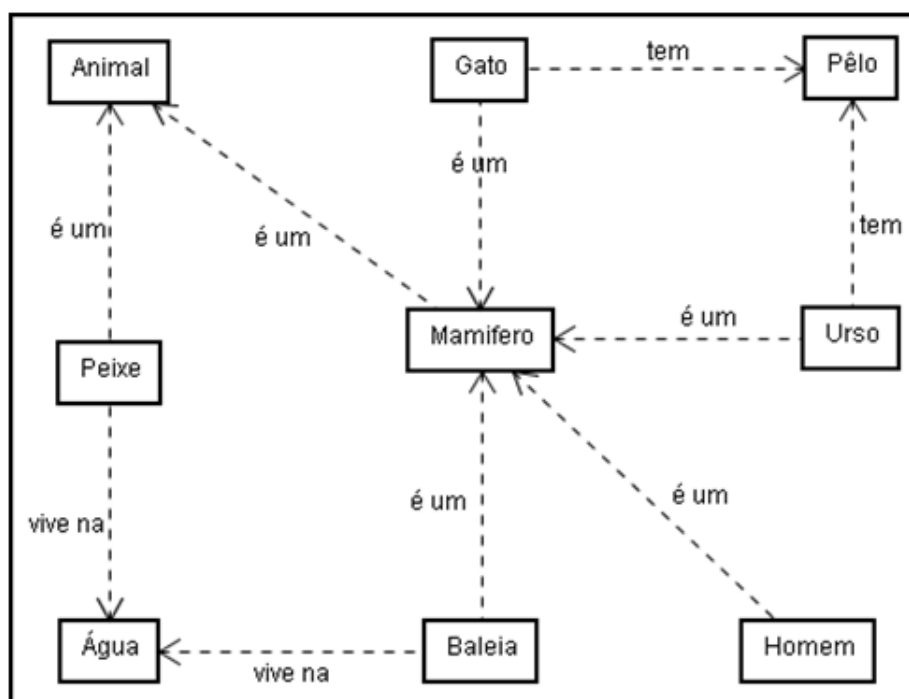 Animal
Gato
tem
Pêlo
é um
é um
é um
tem
Peixe
Mamifero
é um
Urso
vive na
é um
é um
Água
vive na
Baleia
Homem